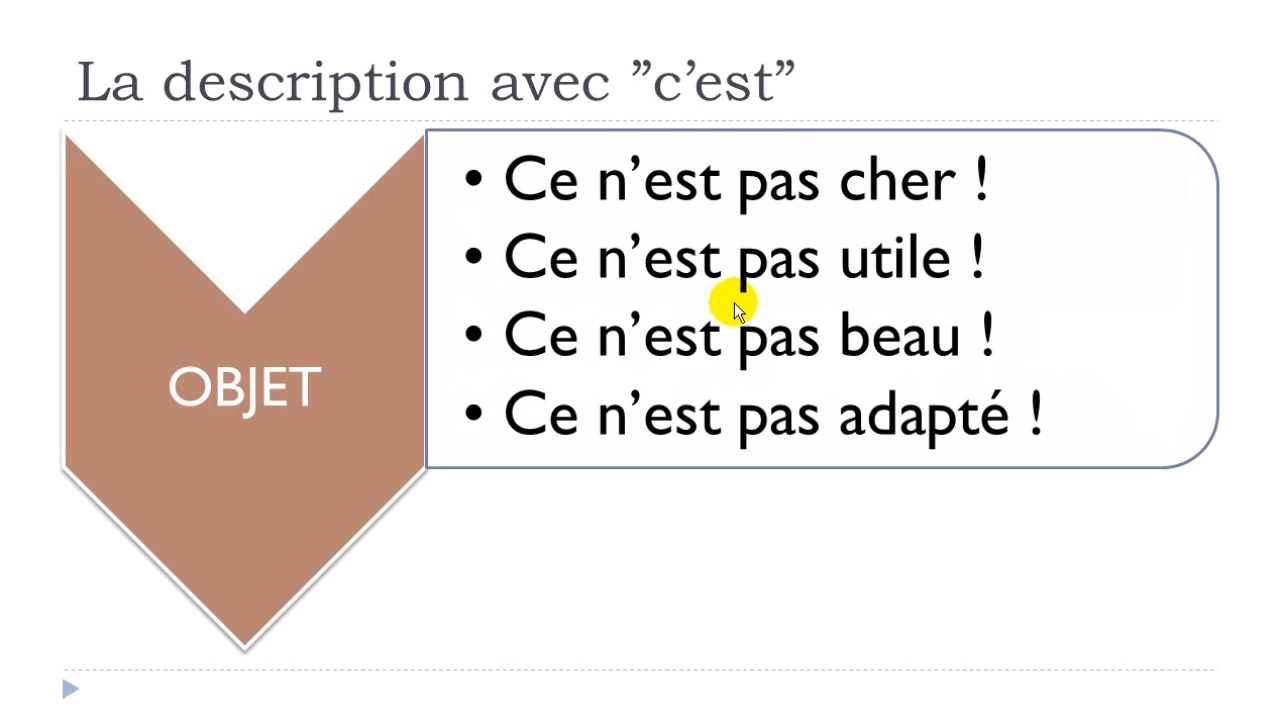 La description avec ”c’est”
OBJET
• Ce n’est pas cher !
• Ce n’est pas utile !
• Ce n’est pas beau !
• Ce n’est pas adapté !